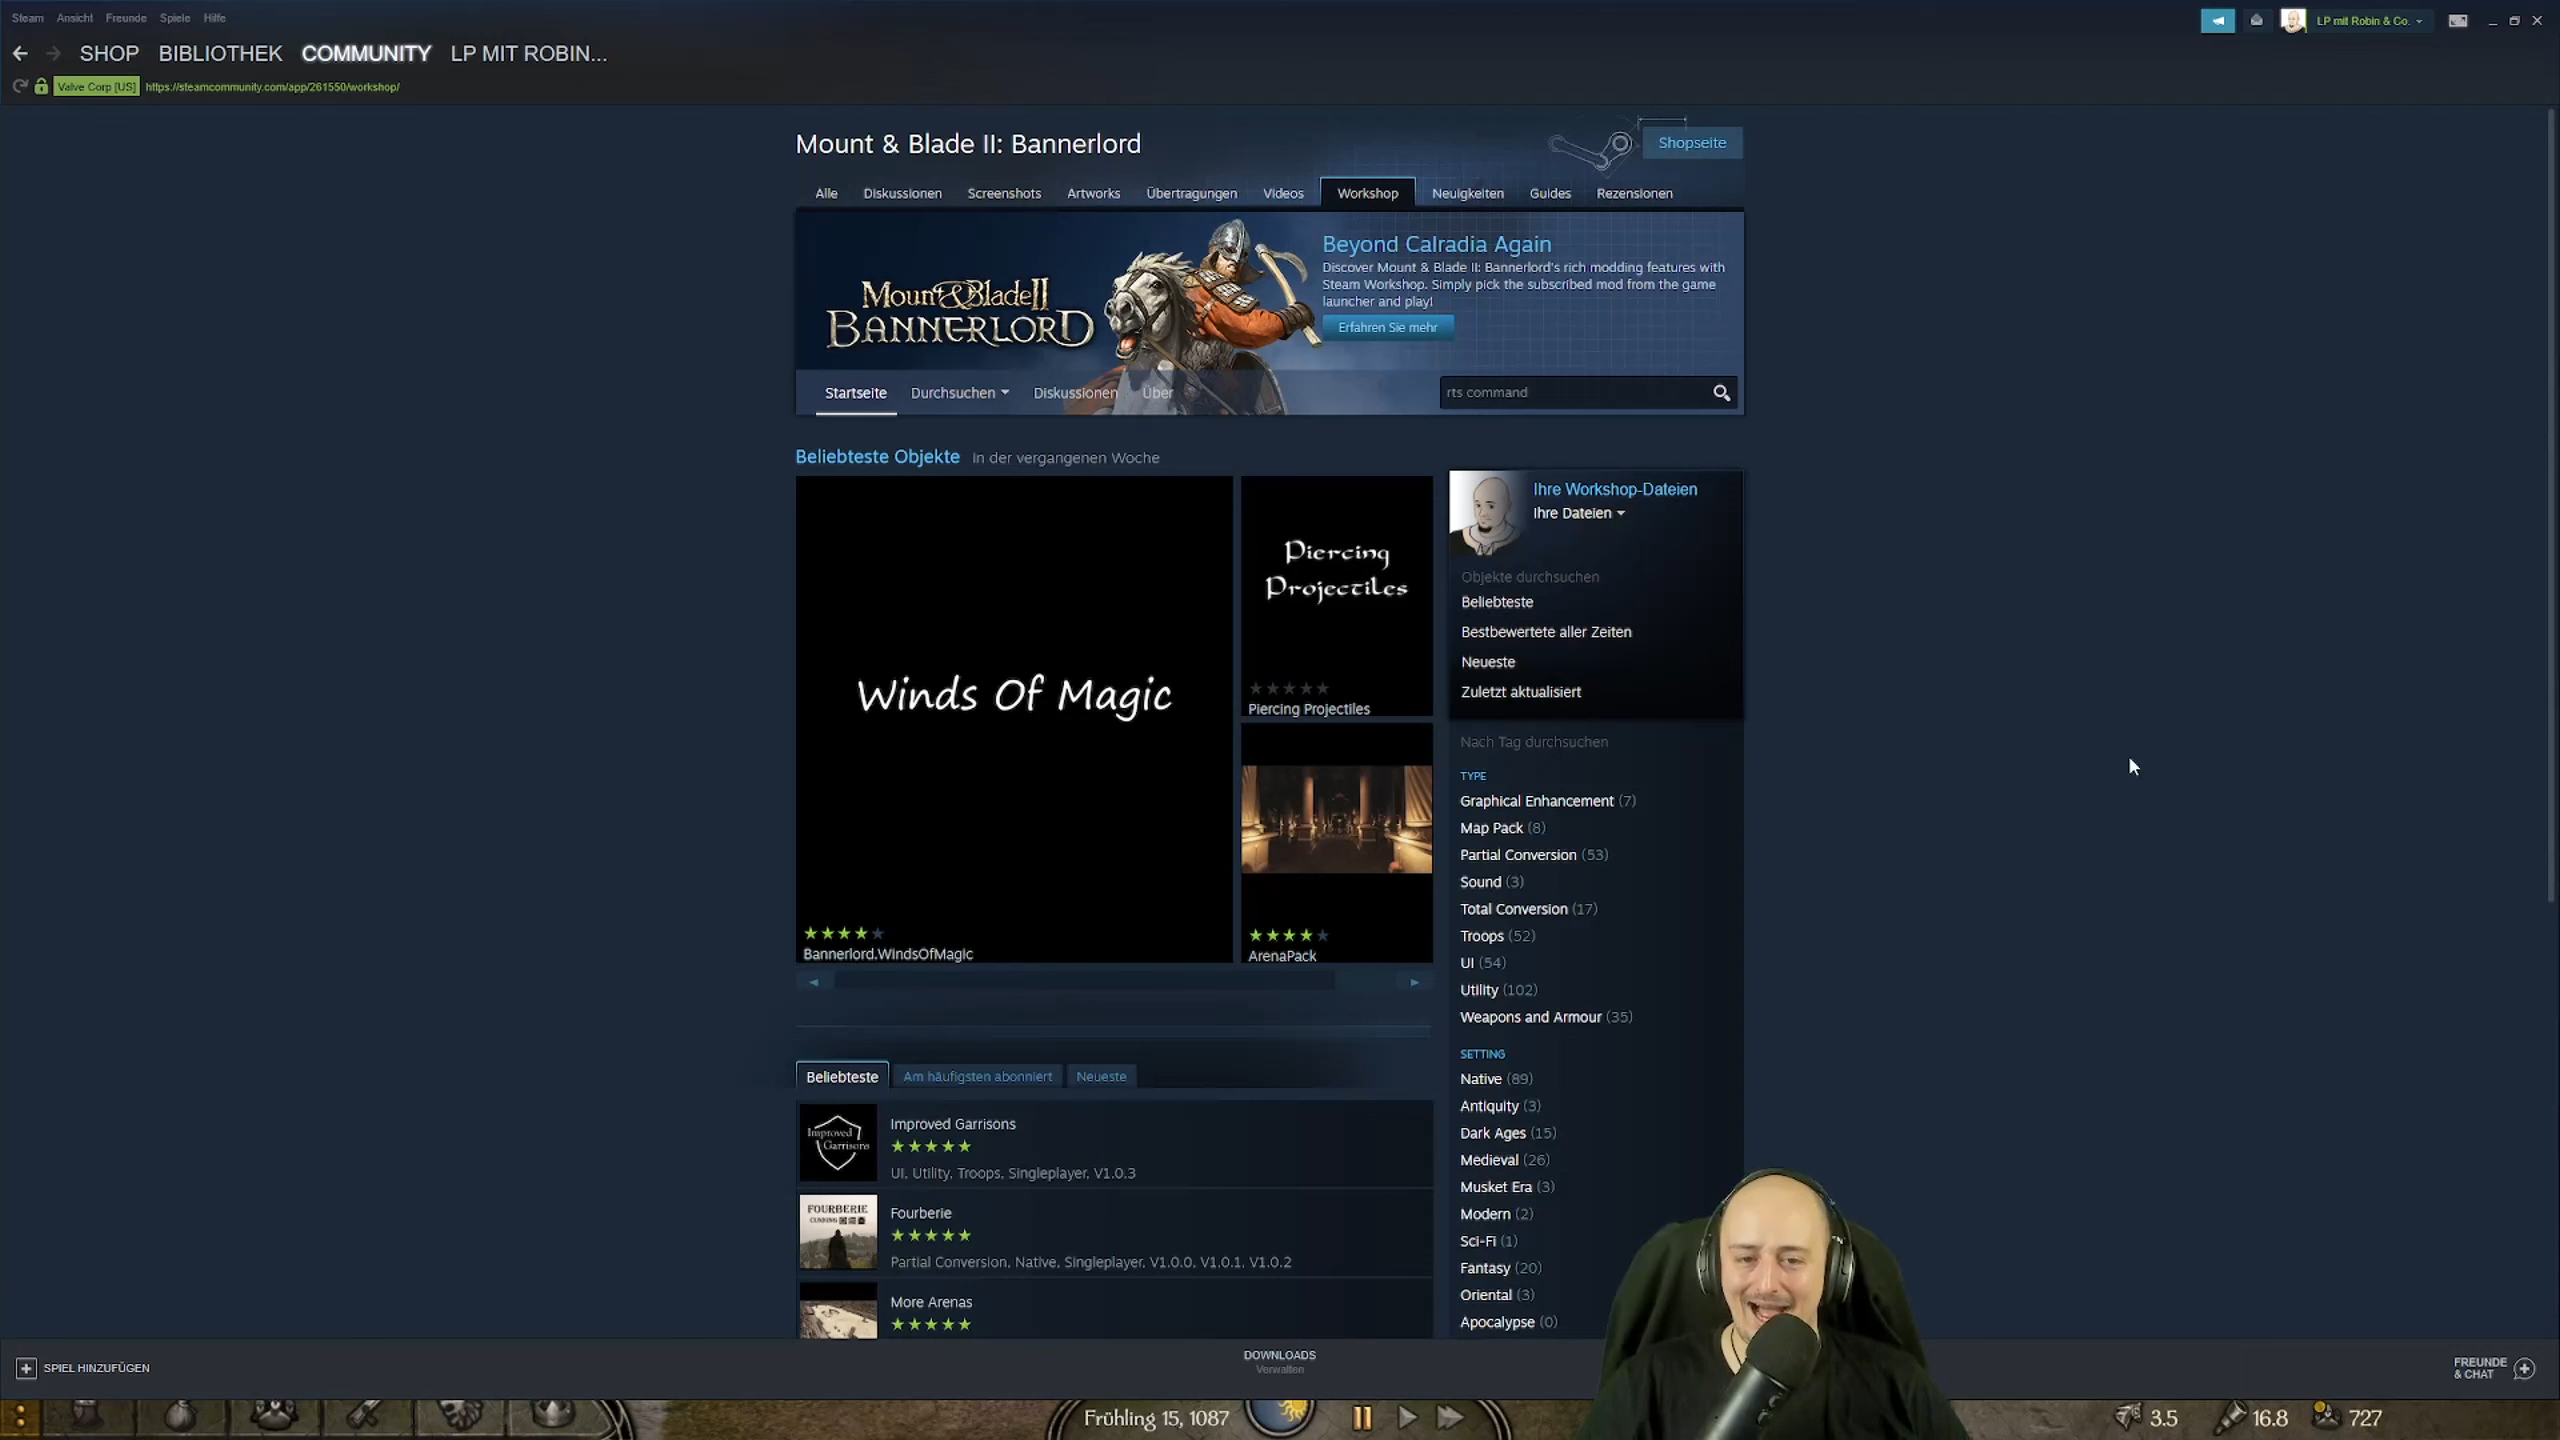 Steam Ansicht Freunde Spiele Hilfe
LP mit Robin & Co.
SHOP BIBLIOTHEK COMMUNITY LP MIT ROBIN...
Valve Corp [US] https://steamcommunity.com/app/261550/workshop/
Mount & Blade II: Bannerlord
Shopseite
Alle Diskussionen Screenshots Artworks Übertragungen Videos Workshop Neuigkeiten Guides Rezensionen
Mount & Blade II
BANNERLORD
Beyond Calradia Again
Discover Mount & Blade II: Bannerlord's rich modding features with
Steam Workshop. Simply pick the subscribed mod from the game
launcher and play!
Erfahren Sie mehr
Startseite Durchsuchen Diskussionen Über
rts command
Beliebteste Objekte In der vergangenen Woche
Winds Of Magic
Bannerlord.WindsOfMagic
Piercing
Projectiles
Piercing Projectiles
ArenaPack
Ihre Workshop-Dateien
Ihre Dateien
Objekte durchsuchen
Beliebteste
Bestbewertete aller Zeiten
Neueste
Zuletzt aktualisiert
Nach Tag durchsuchen
TYPE
Graphical Enhancement (7)
Map Pack (8)
Partial Conversion (53)
Sound (3)
Total Conversion (17)
Troops (52)
UI (54)
Utility (102)
Weapons and Armour (35)
SETTING
Native (89)
Antiquity (3)
Dark Ages (15)
Medieval (26)
Musket Era (3)
Modern (2)
Sci-Fi (1)
Fantasy (20)
Oriental (3)
Apocalypse (0)
Beliebteste Am häufigsten abonniert Neueste
Improved
Garrisons
Improved Garrisons
UI, Utility, Troops, Singleplayer, V1.0.3
FOURBERIE
Fourberie
Partial Conversion, Native, Singleplayer, V1.0.0, V1.0.1, V1.0.2
More Arenas
SPIEL HINZUFÜGEN
DOWNLOADS
Verwalten
FREUNDE
& CHAT
Frühling 15, 1087
3.5 16.8 727